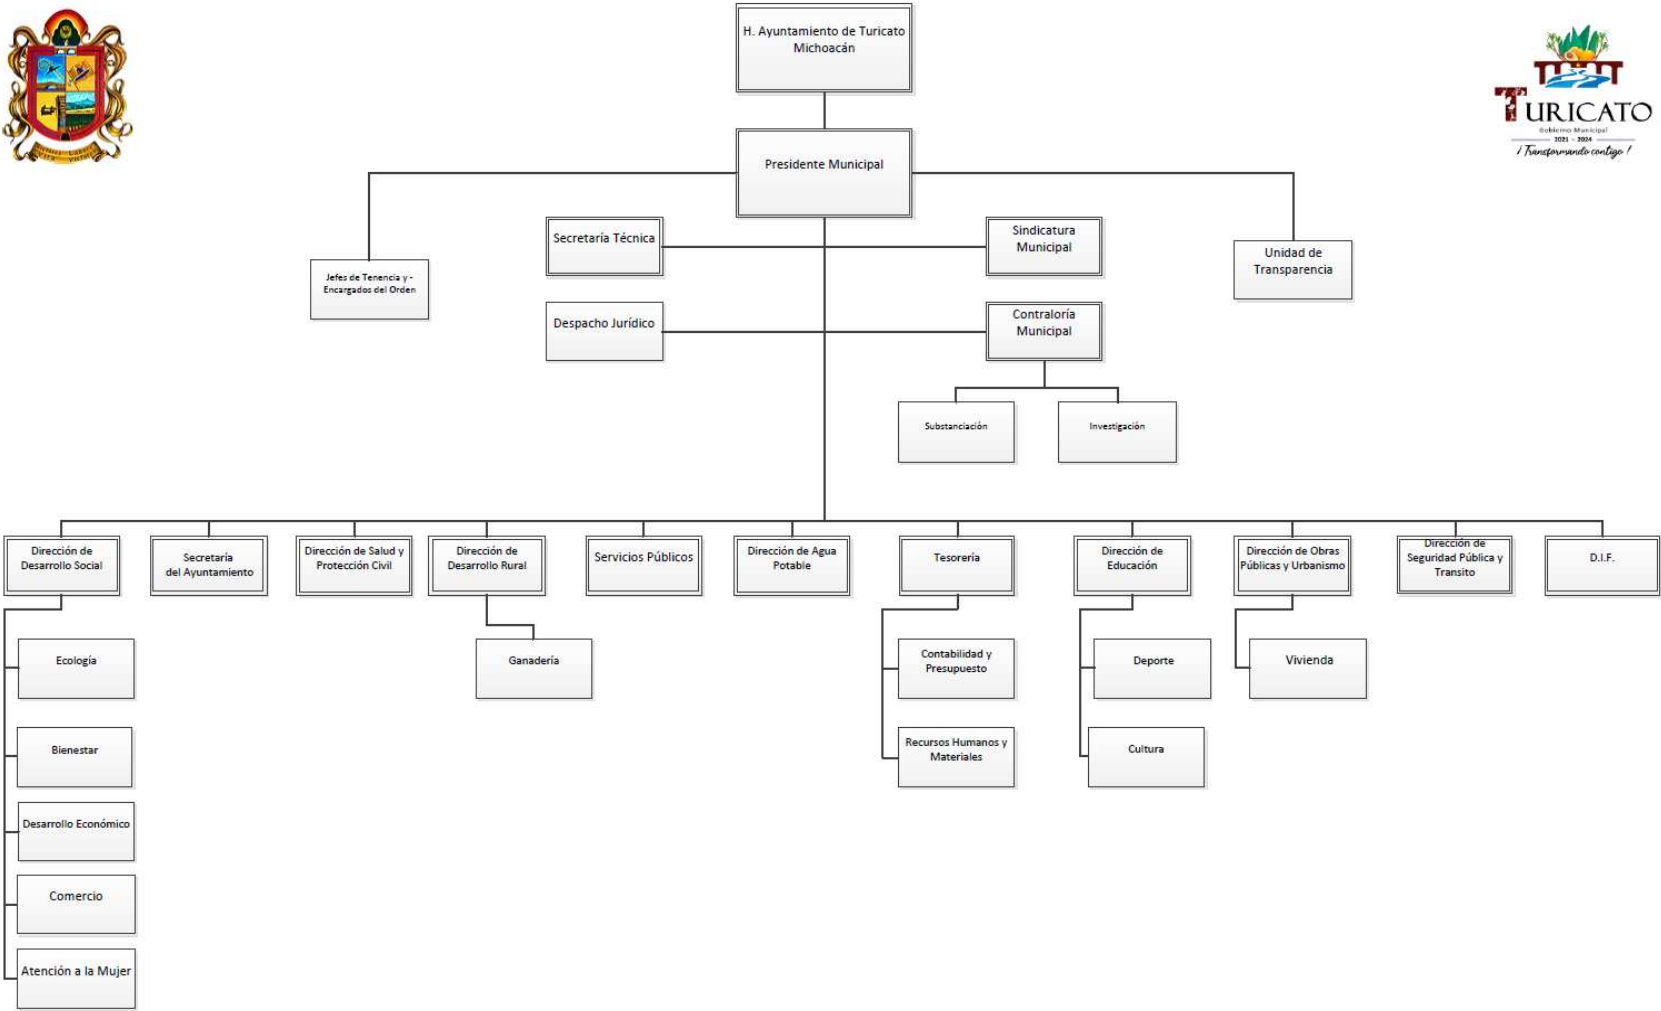 H. Ayuntamiento de Turicato
Michoacán
TURICATO
Gobierno Municipal
2021 - 2024
¡Transformando contigo!
Presidente Municipal
Secretaría Técnica
Sindicatura
Municipal
Unidad de
Transparencia
Jefes de Tenencia y -
Encargados del Orden
Despacho Jurídico
Contraloría
Municipal
Substanciación
Investigación
Dirección de
Desarrollo Social
Secretaría
del Ayuntamiento
Dirección de Salud y
Protección Civil
Dirección de
Desarrollo Rural
Servicios Públicos
Dirección de Agua
Potable
Tesorería
Dirección de
Educación
Dirección de Obras
Públicas y Urbanismo
Dirección de
Seguridad Pública y
Transito
D.I.F.
Ecología
Ganadería
Contabilidad y
Presupuesto
Deporte
Vivienda
Bienestar
Recursos Humanos y
Materiales
Cultura
Desarrollo Económico
Comercio
Atención a la Mujer